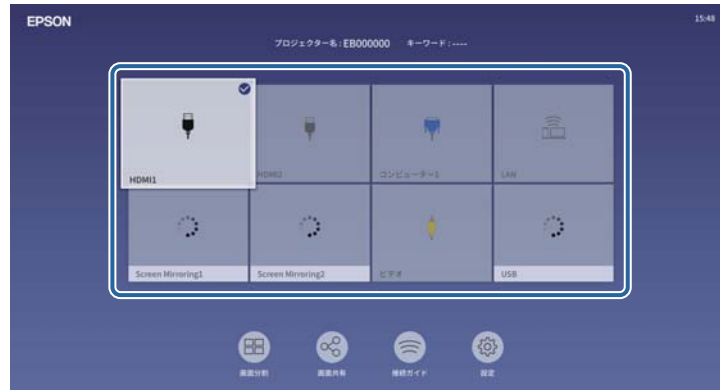 EPSON
15:48
プロジェクター名 : EB000000 キーワード : ----
HDMI1
HDMI2
コンピューター1
LAN
Screen Mirroring1
Screen Mirroring2
ビデオ
USB
画面分割
画面共有
接続ガイド
設定